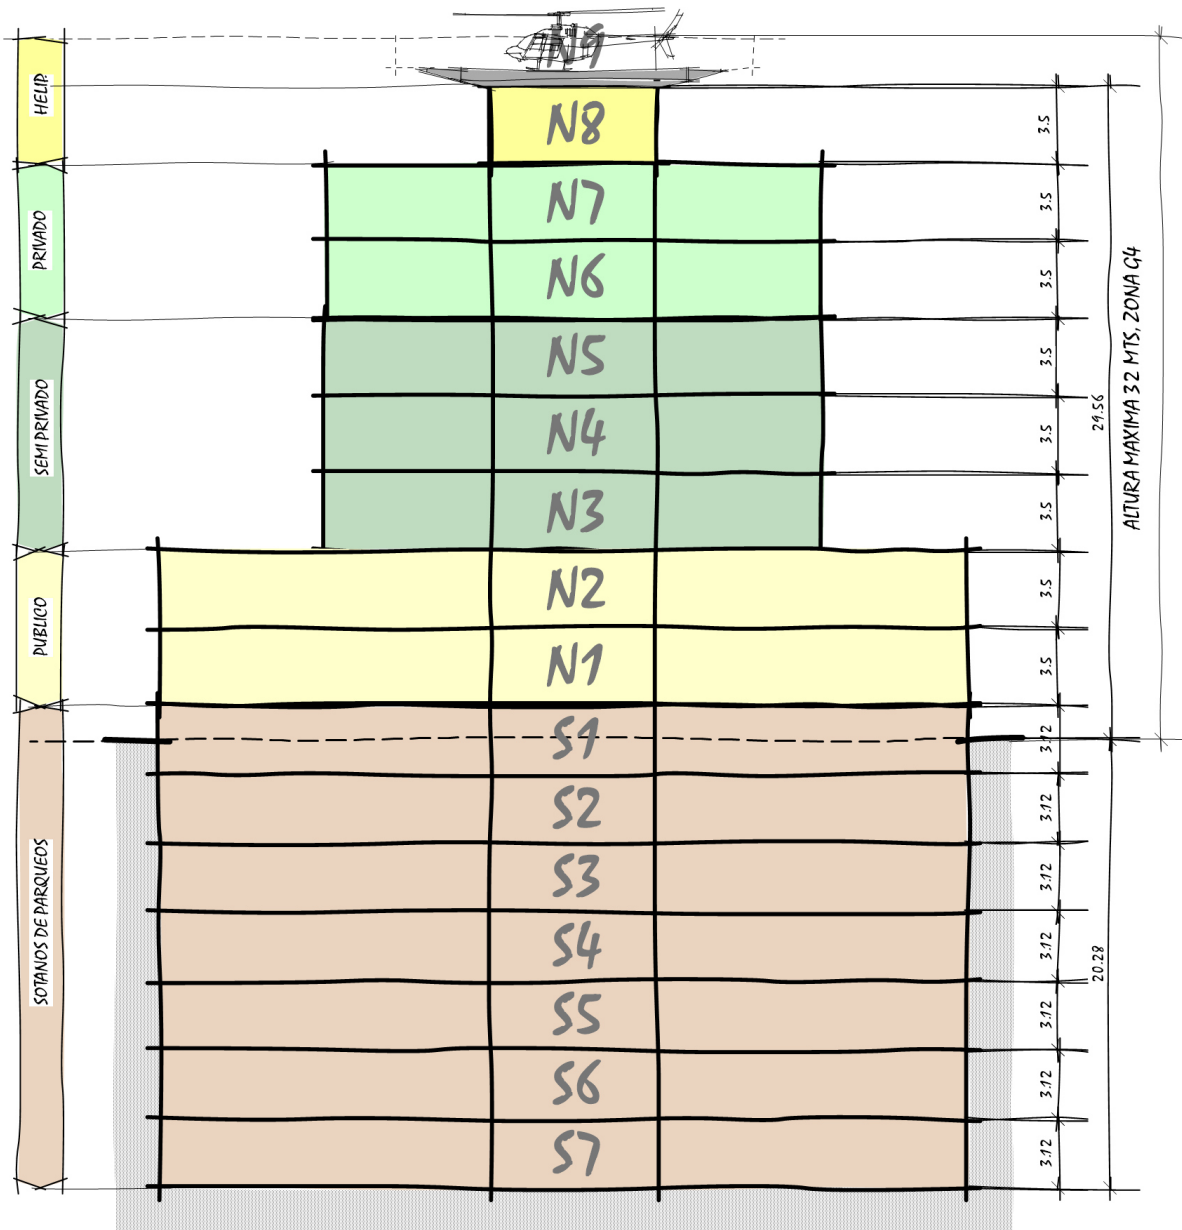 HELIP.
PRIVADO
SEMI PRIVADO
PUBLICO
SOTANOS DE PARQUEOS
N9
N8
N7
N6
N5
N4
N3
N2
N1
S1
S2
S3
S4
S5
S6
S7
3.5
3.5
3.5
3.5
3.5
3.5
3.5
3.5
3.12
3.12
3.12
3.12
3.12
3.12
3.12
29.56
20.28
ALTURA MAXIMA 32 MTS, ZONA G4